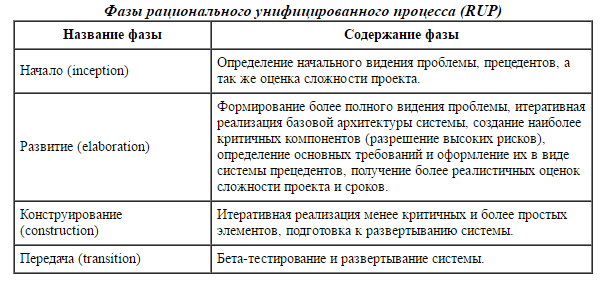 Фазы рационального унифицированного процесса (RUP)
Название фазы
Содержание фазы
Начало (inception)
Определение начального видения проблемы, прецедентов, а
так же оценка сложности проекта.
Развитие (elaboration)
Формирование более полного видения проблемы, итеративная
реализация базовой архитектуры системы, создание наиболее
критичных компонентов (разрешение высоких рисков),
определение основных требований и оформление их в виде
системы прецедентов, получение более реалистичных оценок
сложности проекта и сроков.
Конструирование
(construction)
Итеративная реализация менее критичных и более простых
элементов, подготовка к развертыванию системы.
Передача (transition)
Бета-тестирование и развертывание системы.